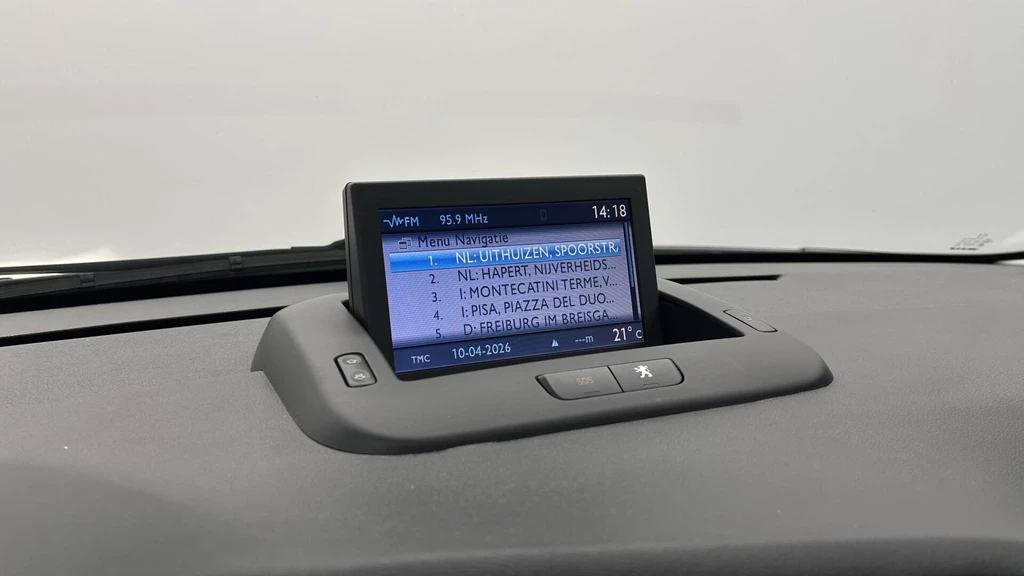 FM 95.9 MHz 14:18
Menu Navigatie
1. NL: UITHUIZEN, SPOORSTR,
2. NL: HAPERT, NIJVERHEIDS...
3. I: MONTECATINI TERME, V...
4. I: PISA, PIAZZA DEL DUO...
5 D: FREIBURG IM BREISGA...
TMC 10-04-2026 ---m 21° C
SOS